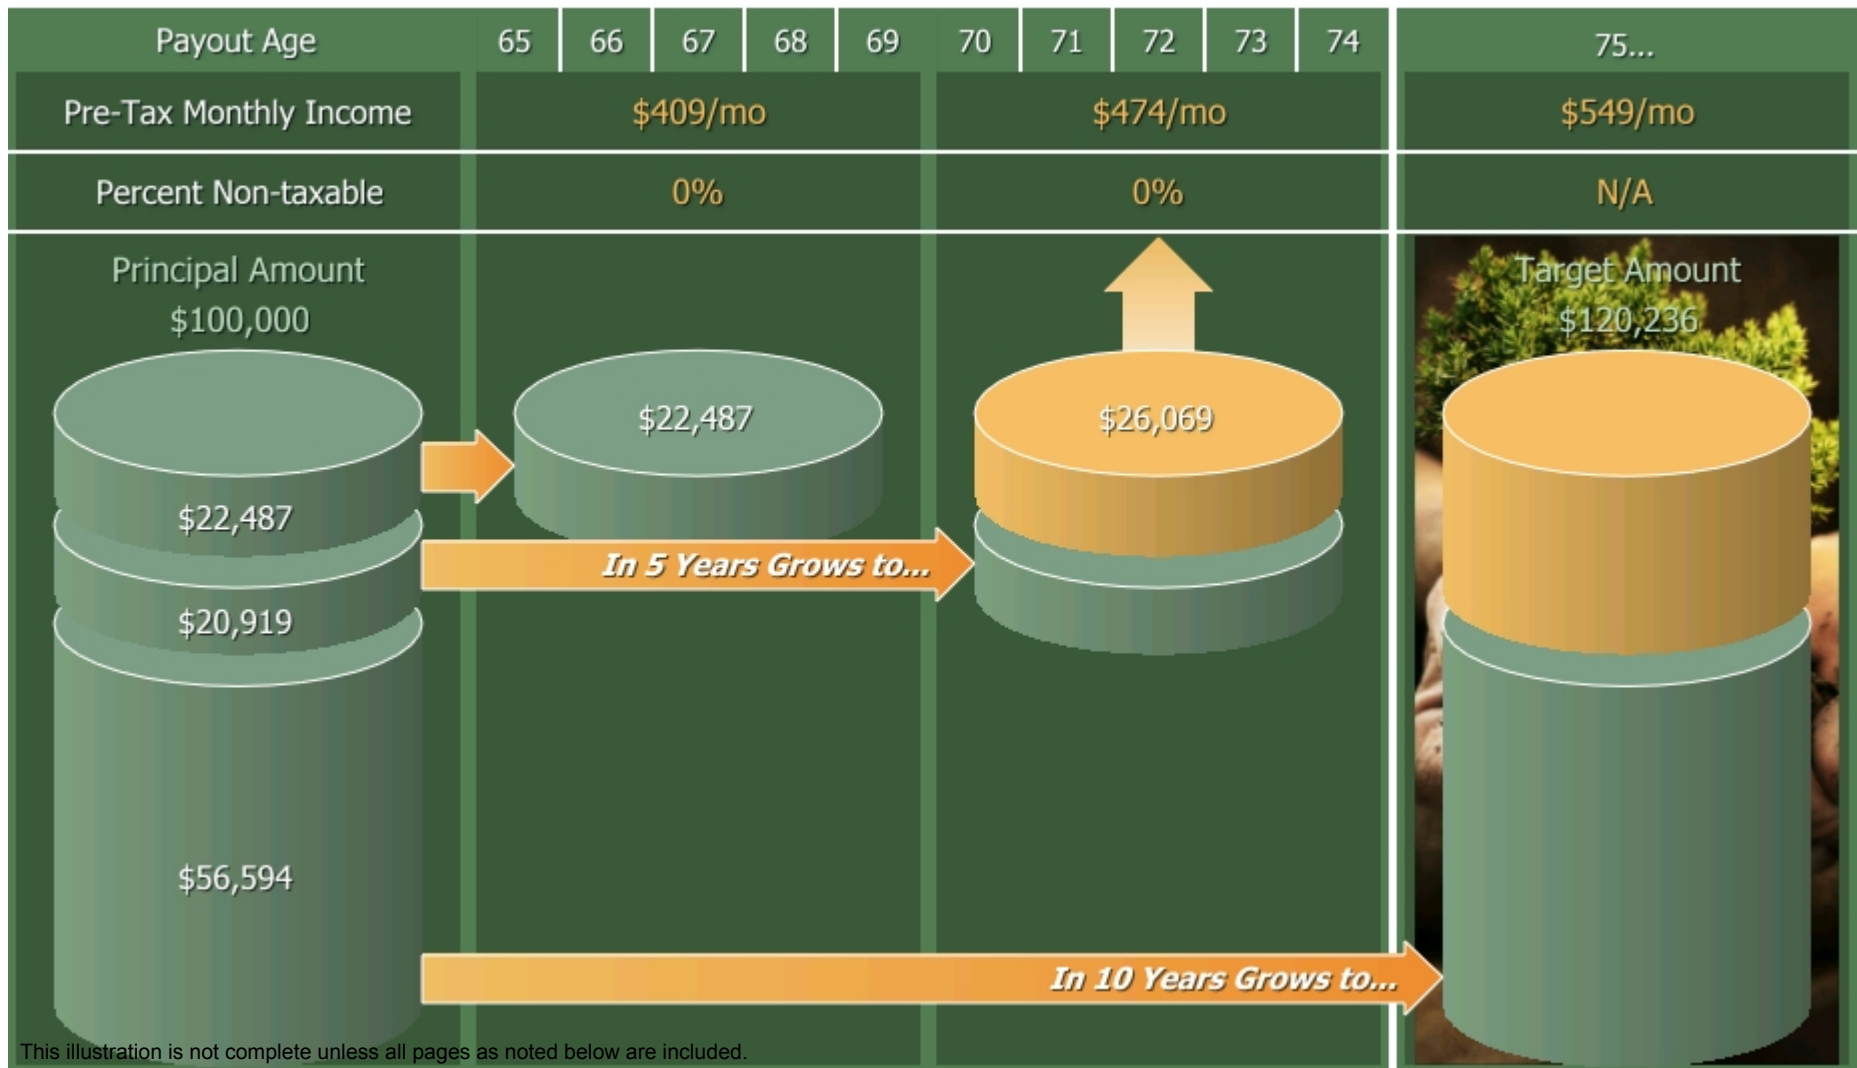 Payout Age 65 66 67 68 69 70 71 72 73 74 75...
Pre-Tax Monthly Income $409/mo $474/mo $549/mo
Percent Non-taxable 0% 0% N/A
Principal Amount Target Amount
$100,000 $120,236
$22,487 $26,069
$22,487
In 5 Years Grows to...
$20,919
$56,594
In 10 Years Grows to...
This illustration is not complete unless all pages as noted below are included.